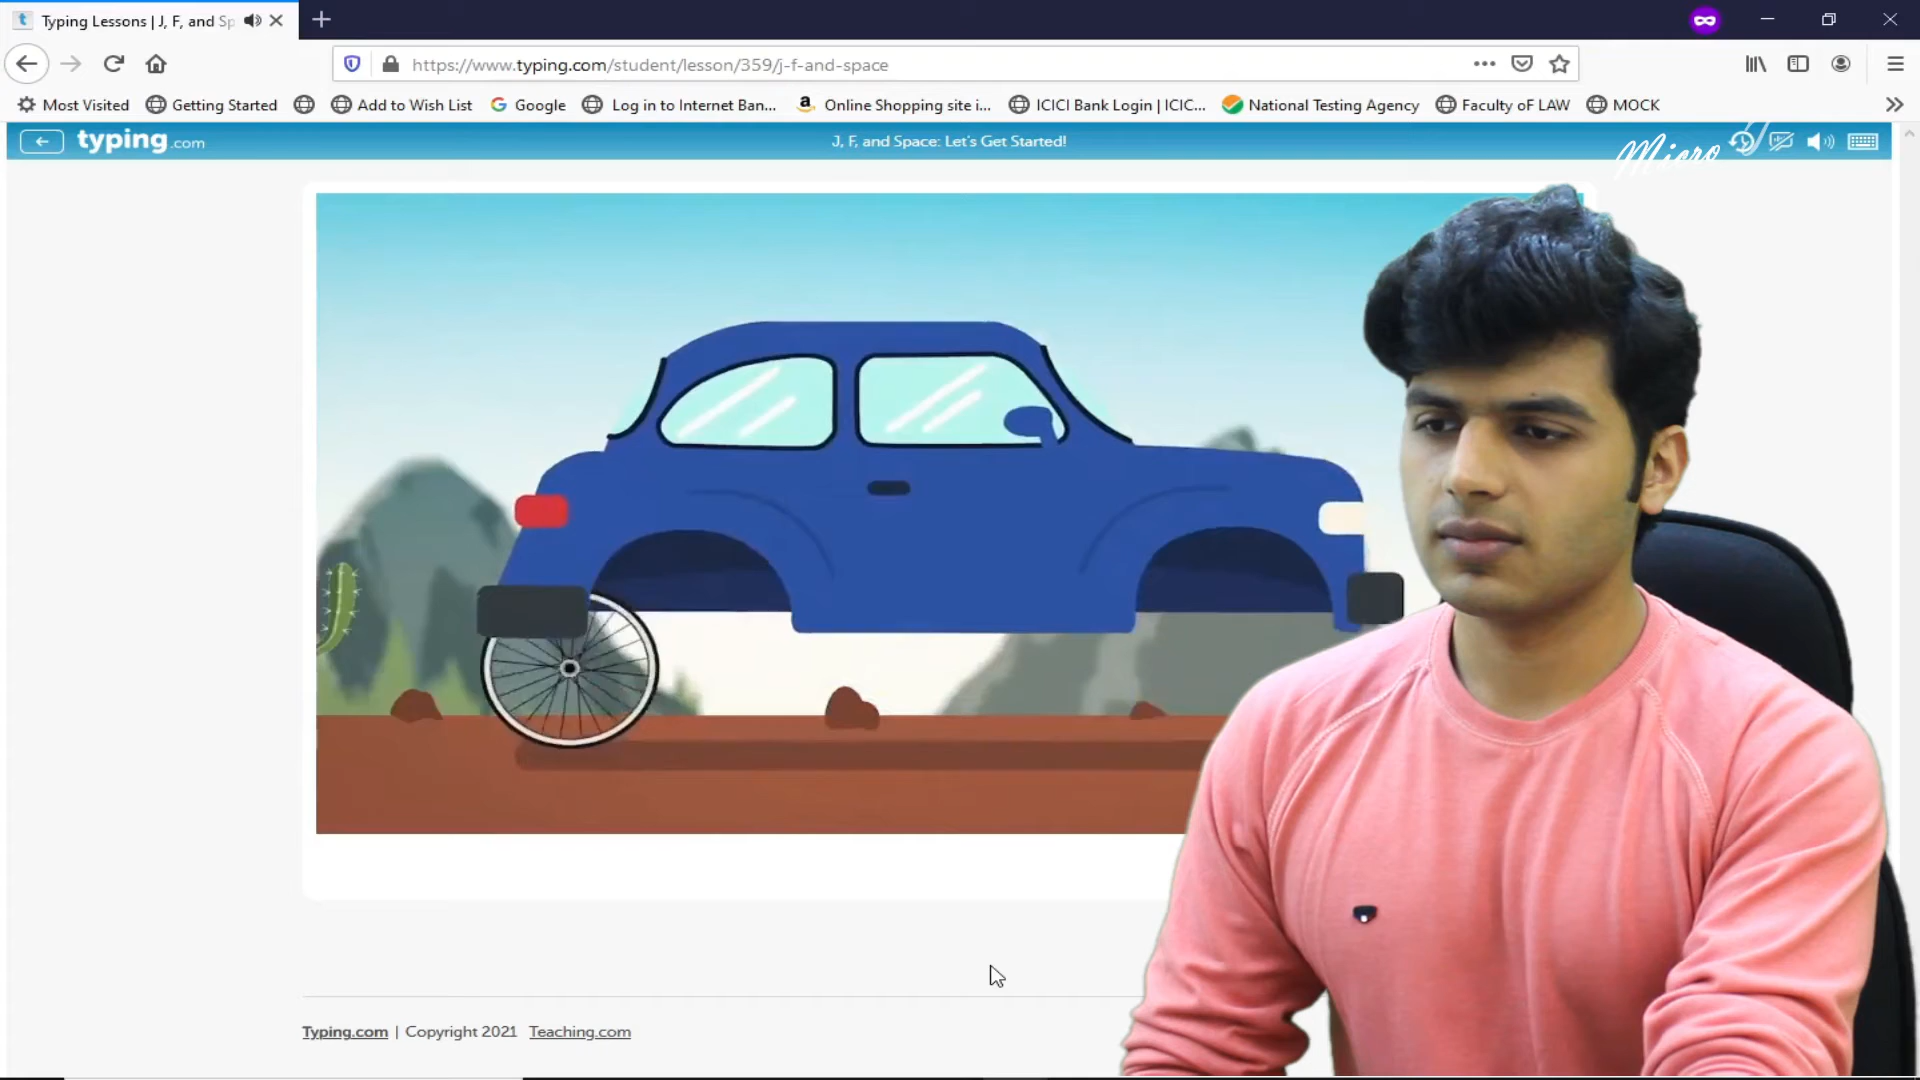 Typing Lessons | J, F, and Sp
https://www.typing.com/student/lesson/359/j-f-and-space
Most Visited Getting Started Add to Wish List Google Log in to Internet Ban... Online Shopping site i... ICICI Bank Login | ICIC... National Testing Agency Faculty oF LAW MOCK
typing.com J, F, and Space: Let's Get Started!
Micro
Typing.com | Copyright 2021 Teaching.com